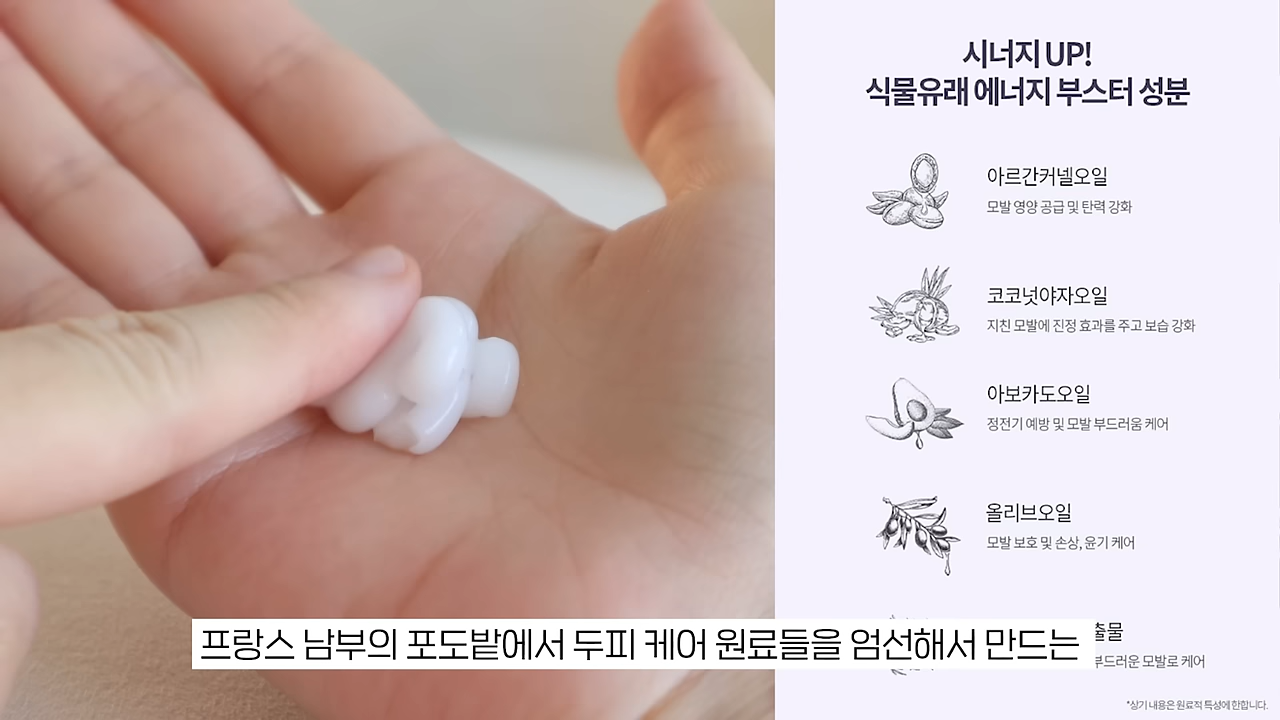 시너지 UP!
식물유래 에너지 부스터 성분
아르간커넬오일
모발 영양 공급 및 탄력 강화
코코넛야자오일
지친 모발에 진정 효과를 주고 보습 강화
아보카도오일
정전기 예방 및 모발 부드러움 케어
올리브오일
모발 보호 및 손상, 윤기 케어
출물
부드러운 모발로 케어
프랑스 남부의 포도밭에서 두피 케어 원료들을 엄선해서 만드는
*상기 내용은 원료적 특성에 한합니다.